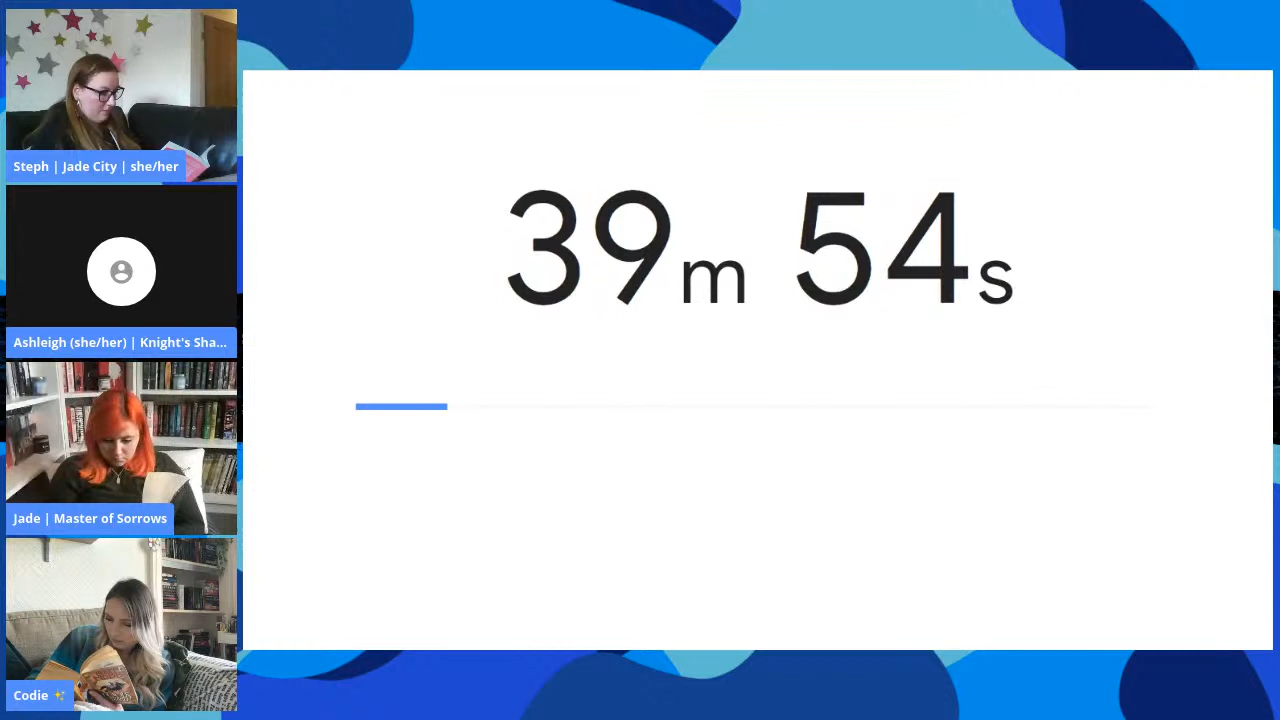 Steph | Jade City | she/her
Ashleigh (she/her) | Knight's Sha...
Jade | Master of Sorrows
Codie ✨
39m 54s